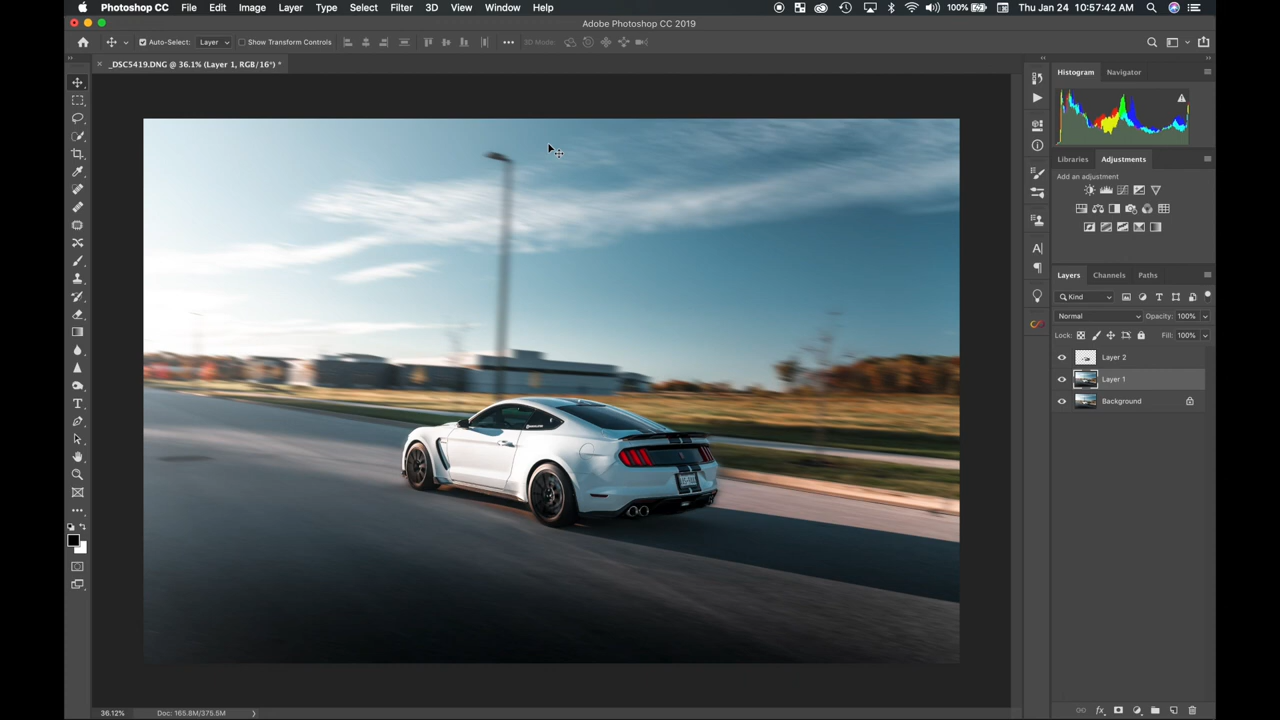 Photoshop CC File Edit Image Layer Type Select Filter 3D View Window Help 100% Thu Jan 24 10:57:42 AM
Adobe Photoshop CC 2019
Auto-Select: Layer Show Transform Controls 3D Mode:
_DSC5419.DNG @ 36.1% (Layer 1, RGB/16*) *
Histogram Navigator
Libraries Adjustments
Add an adjustment
Layers Channels Paths
Kind
Normal Opacity: 100%
Lock: Fill: 100%
Layer 2
Layer 1
Background
36.12% Doc: 165.8M/375.5M